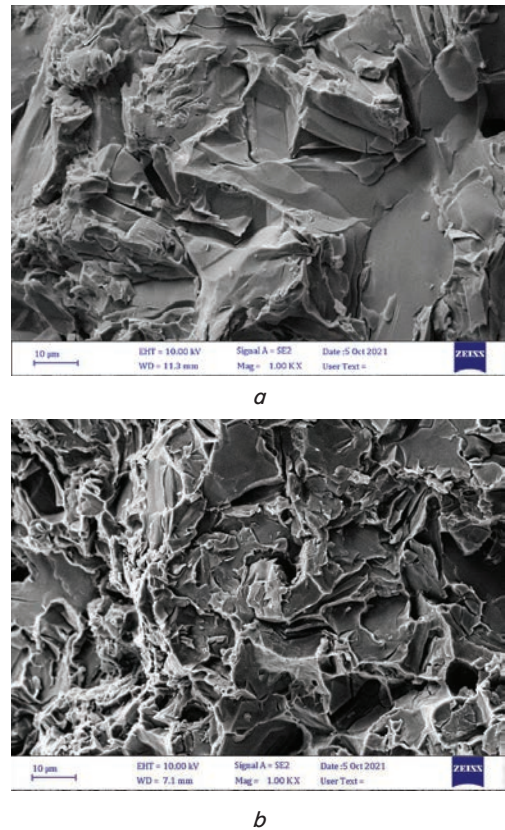 10 µm
EHT = 10.00 kV Signal A = SE2 Date :5 Oct 2021
WD = 11.3 mm Mag = 1.00 K X User Text =
ZEISS
a
10 µm
EHT = 10.00 kV Signal A = SE2 Date :5 Oct 2021
WD = 7.1 mm Mag = 1.00 K X User Text =
ZEISS
b